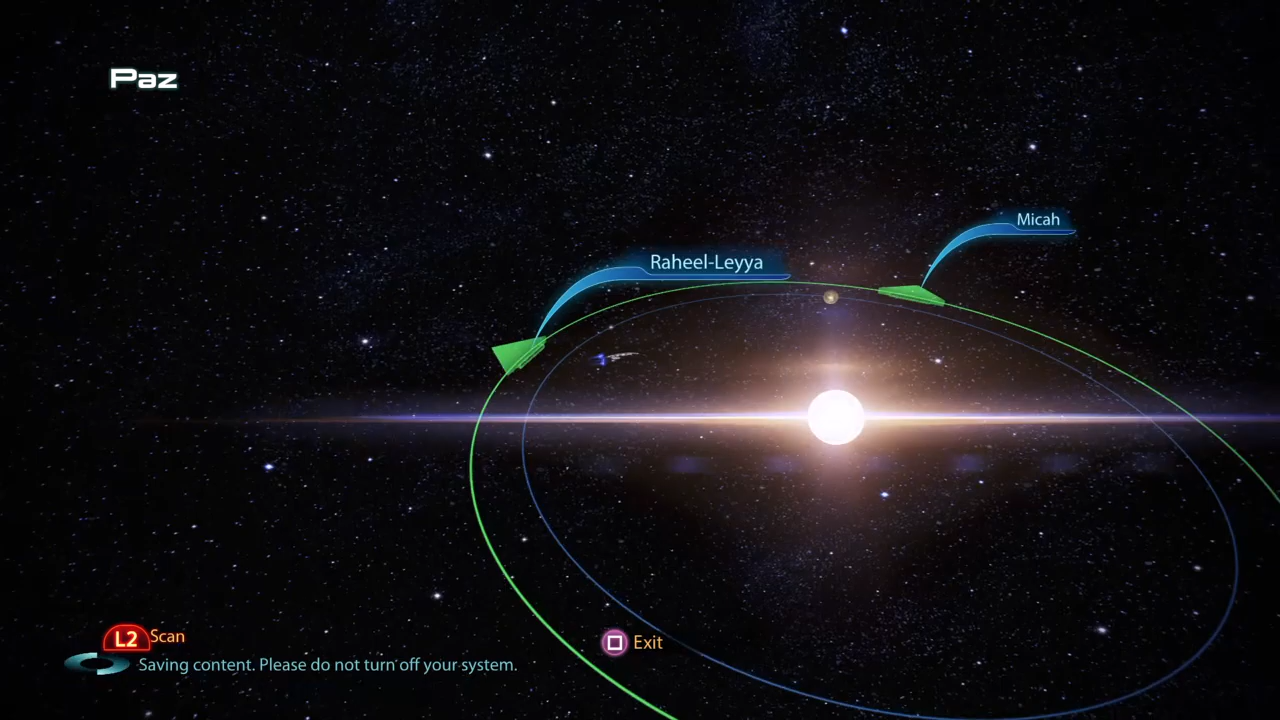 Paz
Micah
Raheel-Leyya
L2 Scan
Exit
Saving content. Please do not turn off your system.